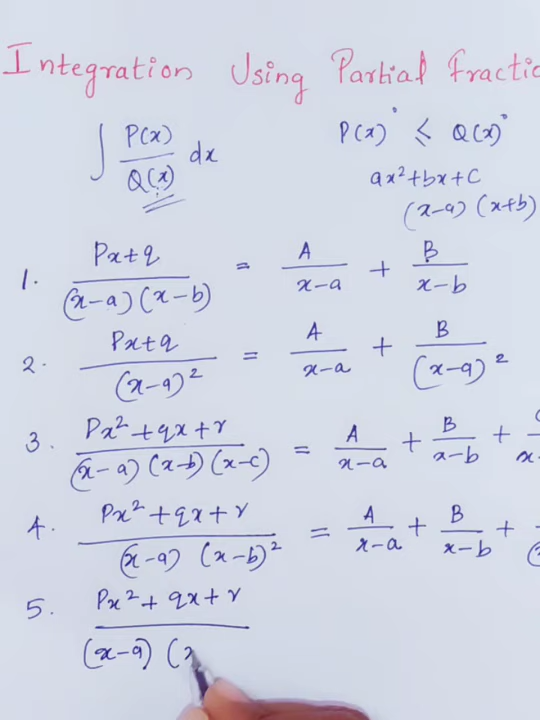 Integration Using Partial Fractio
∫ P(x)/Q(x) dx
P(x)° ≤ Q(x)°
ax²+bx+c
(x-a) (x+b)
1. Px+q/(x-a)(x-b) = A/x-a + B/x-b
2. Px+q/(x-a)² = A/x-a + B/(x-a)²
3. Px²+qx+r/(x-a)(x-b)(x-c) = A/x-a + B/x-b +
4. Px²+qx+r/(x-a)(x-b)² = A/x-a + B/x-b +
5. Px²+qx+r/(x-a)(